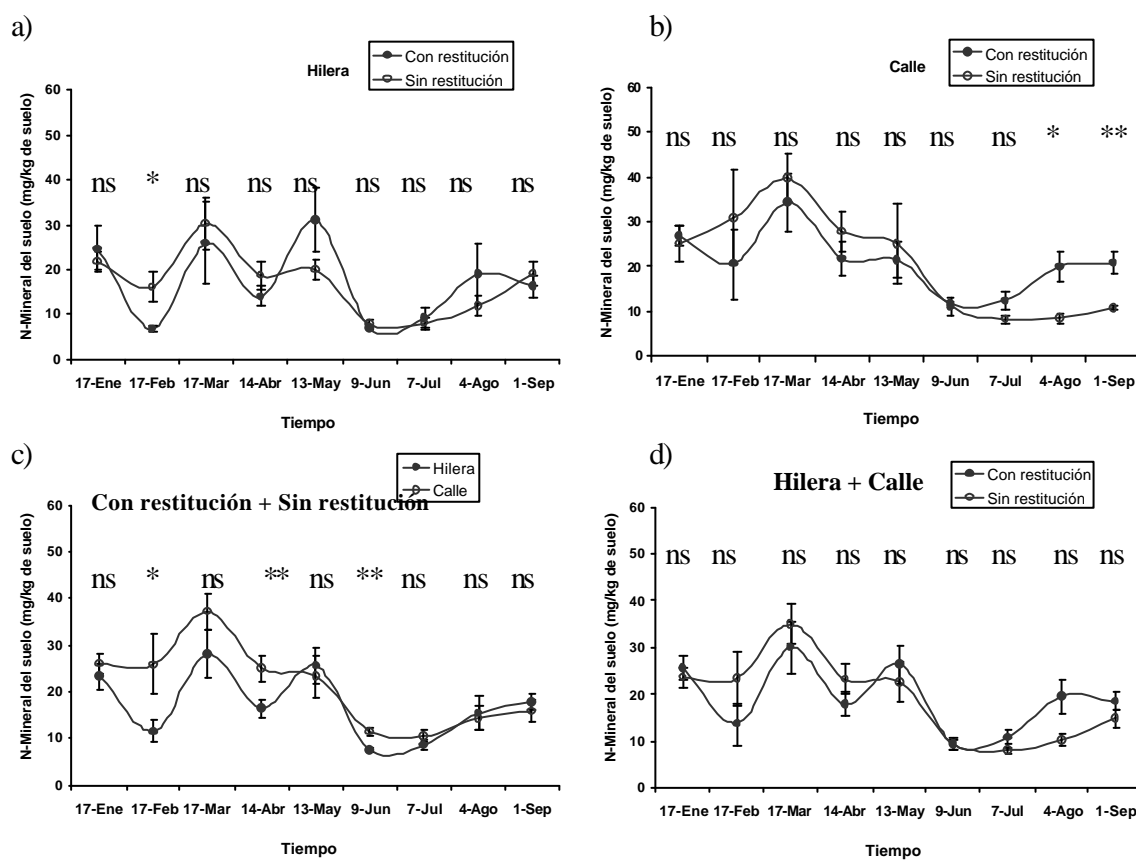 a)
Hilera
Con restitución
Sin restitución
N-Mineral del suelo (mg/kg de suelo)
60
50
40
30
20
10
0
ns * ns ns ns ns ns ns ns
17-Ene 17-Feb 17-Mar 14-Abr 13-May 9-Jun 7-Jul 4-Ago 1-Sep
Tiempo
b)
Calle
Con restitución
Sin restitución
N-Mineral del suelo (mg/kg de suelo)
60
50
40
30
20
10
0
ns ns ns ns ns ns ns * **
17-Ene 17-Feb 17-Mar 14-Abr 13-May 9-Jun 7-Jul 4-Ago 1-Sep
Tiempo
c)
Hilera
Calle
Con restitución + Sin restitución
N-Mineral del suelo (mg/kg de suelo)
60
50
40
30
20
10
0
ns * ns ** ns ** ns ns ns
17-Ene 17-Feb 17-Mar 14-Abr 13-May 9-Jun 7-Jul 4-Ago 1-Sep
Tiempo
d)
Hilera + Calle
Con restitución
Sin restitución
N-Mineral del suelo (mg/kg de suelo)
60
50
40
30
20
10
0
ns ns ns ns ns ns ns ns ns
17-Ene 17-Feb 17-Mar 14-Abr 13-May 9-Jun 7-Jul 4-Ago 1-Sep
Tiempo